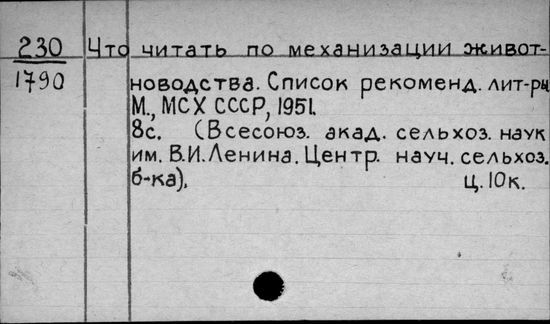 230 Что читать по механизации живот-
1790 новодства. Список рекоменд. лит-ры
М., МСХ СССР, 1951.
8с. (Всесоюз. акад. сельхоз. наук
им. В.И.Ленина. Центр. науч. сельхоз.
б-ка). ц. 10к.